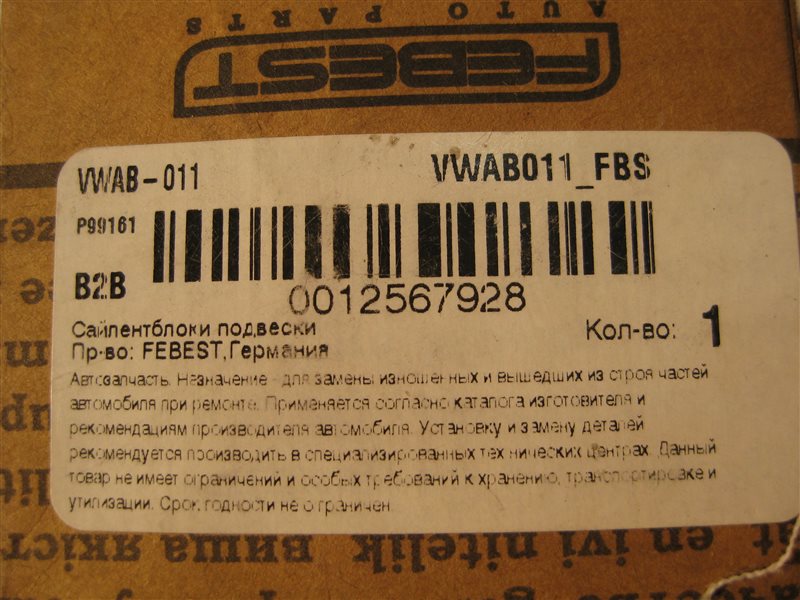 AUTO PARTS
FEBEST
VWAB-011 VWAB011_FBS
P99161
B2B
0012567928
Сайлентблоки подвески
Кол-во: 1
Пр-во: FEBEST,Германия
Автозапчасть. Назначение - для замены изношенных и вышедших из строя частей
автомобиля при ремонте. Применяется согласно каталога изготовителя и
рекомендациям производителя автомобиля. Установку и замену деталей
рекомендуется производить в специализированных технических центрах. Данный
товар не имеет ограничений и особых требований к хранению, транспортировке и
утилизации. Срок годности не ограничен.
en ivi nitelik виша якіст